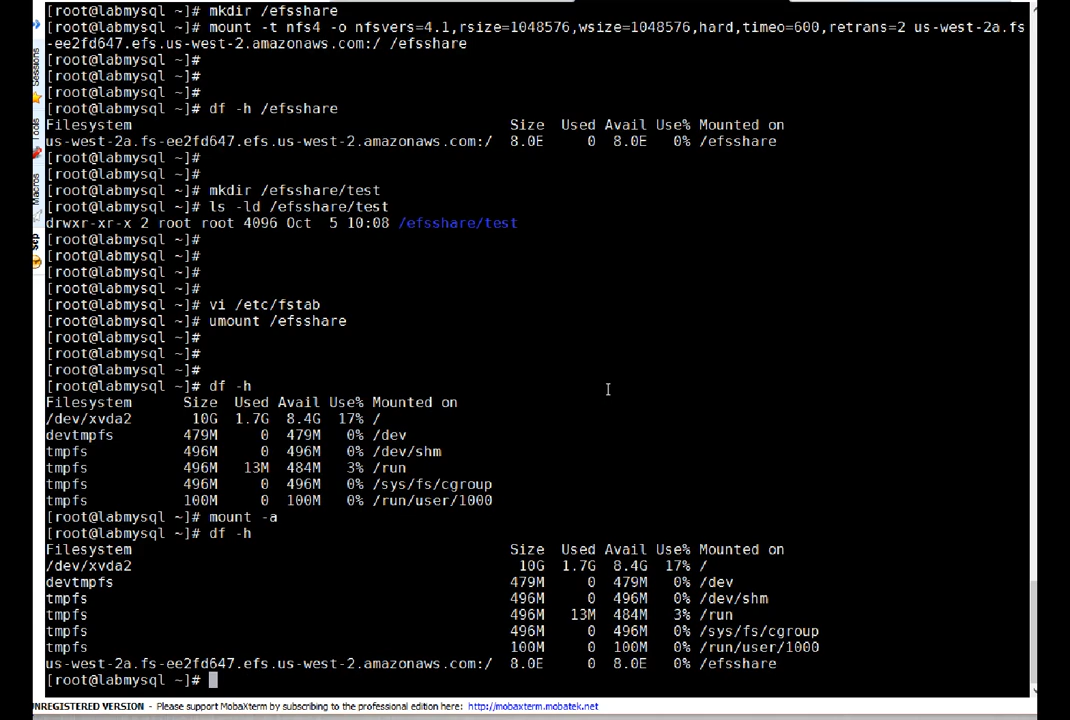 [root@labmysql ~]# mkdir /efsshare
[root@labmysql ~]# mount -t nfs4 -o nfsvers=4.1,rsize=1048576,wsize=1048576,hard,timeo=600,retrans=2 us-west-2a.fs
-ee2fd647.efs.us-west-2.amazonaws.com:/ /efsshare
[root@labmysql ~]#
[root@labmysql ~]#
[root@labmysql ~]#
[root@labmysql ~]# df -h /efsshare
Filesystem Size Used Avail Use% Mounted on
us-west-2a.fs-ee2fd647.efs.us-west-2.amazonaws.com:/ 8.0E 0 8.0E 0% /efsshare
[root@labmysql ~]#
[root@labmysql ~]#
[root@labmysql ~]# mkdir /efsshare/test
[root@labmysql ~]# ls -ld /efsshare/test
drwxr-xr-x 2 root root 4096 Oct 5 10:08 /efsshare/test
[root@labmysql ~]#
[root@labmysql ~]#
[root@labmysql ~]#
[root@labmysql ~]#
[root@labmysql ~]# vi /etc/fstab
[root@labmysql ~]# umount /efsshare
[root@labmysql ~]#
[root@labmysql ~]#
[root@labmysql ~]#
[root@labmysql ~]# df -h
Filesystem Size Used Avail Use% Mounted on
/dev/xvda2 10G 1.7G 8.4G 17% /
devtmpfs 479M 0 479M 0% /dev
tmpfs 496M 0 496M 0% /dev/shm
tmpfs 496M 13M 484M 3% /run
tmpfs 496M 0 496M 0% /sys/fs/cgroup
tmpfs 100M 0 100M 0% /run/user/1000
[root@labmysql ~]# mount -a
[root@labmysql ~]# df -h
Filesystem Size Used Avail Use% Mounted on
/dev/xvda2 10G 1.7G 8.4G 17% /
devtmpfs 479M 0 479M 0% /dev
tmpfs 496M 0 496M 0% /dev/shm
tmpfs 496M 13M 484M 3% /run
tmpfs 496M 0 496M 0% /sys/fs/cgroup
tmpfs 100M 0 100M 0% /run/user/1000
us-west-2a.fs-ee2fd647.efs.us-west-2.amazonaws.com:/ 8.0E 0 8.0E 0% /efsshare
[root@labmysql ~]#
Sessions
Tools
Macros
Sftp
UNREGISTERED VERSION - Please support MobaXterm by subscribing to the professional edition here: http://mobaxterm.mobatek.net